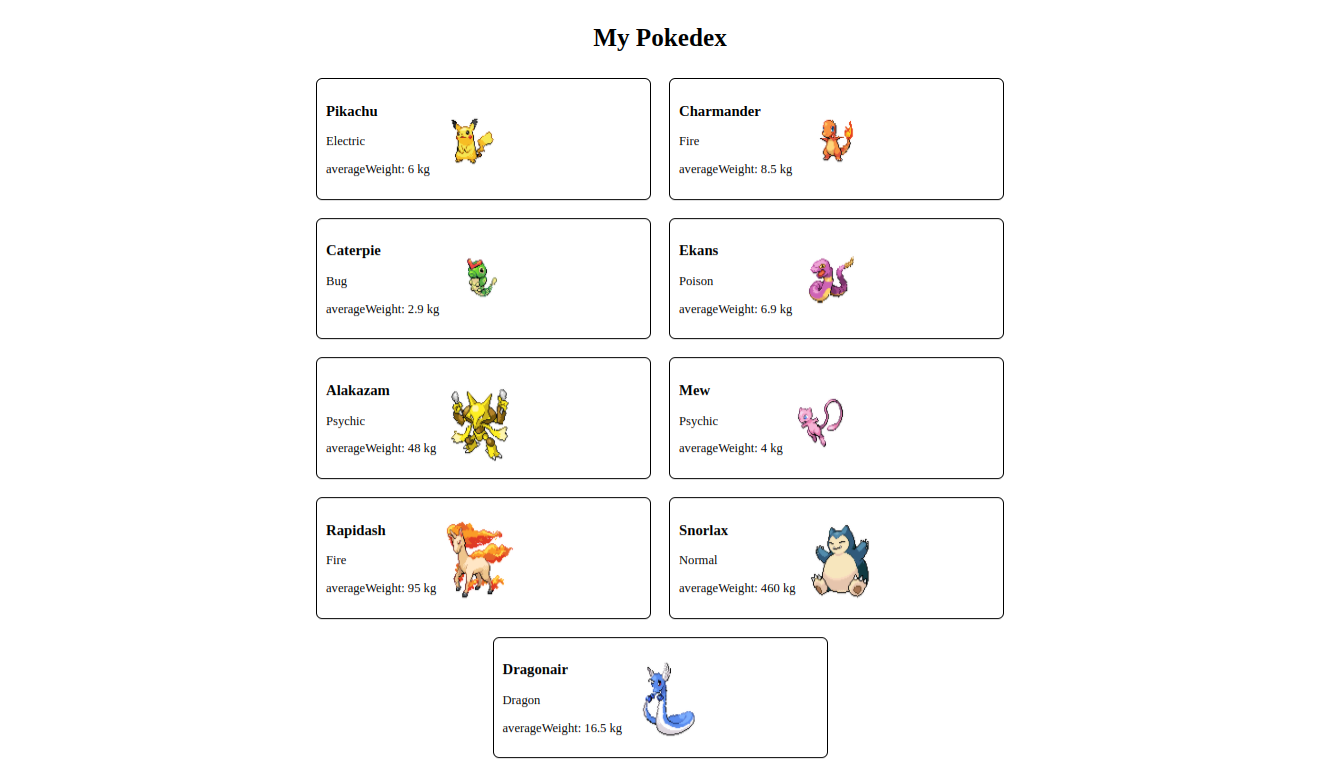 My Pokedex
Pikachu
Electric
averageWeight: 6 kg
Charmander
Fire
averageWeight: 8.5 kg
Caterpie
Bug
averageWeight: 2.9 kg
Ekans
Poison
averageWeight: 6.9 kg
Alakazam
Psychic
averageWeight: 48 kg
Mew
Psychic
averageWeight: 4 kg
Rapidash
Fire
averageWeight: 95 kg
Snorlax
Normal
averageWeight: 460 kg
Dragonair
Dragon
averageWeight: 16.5 kg